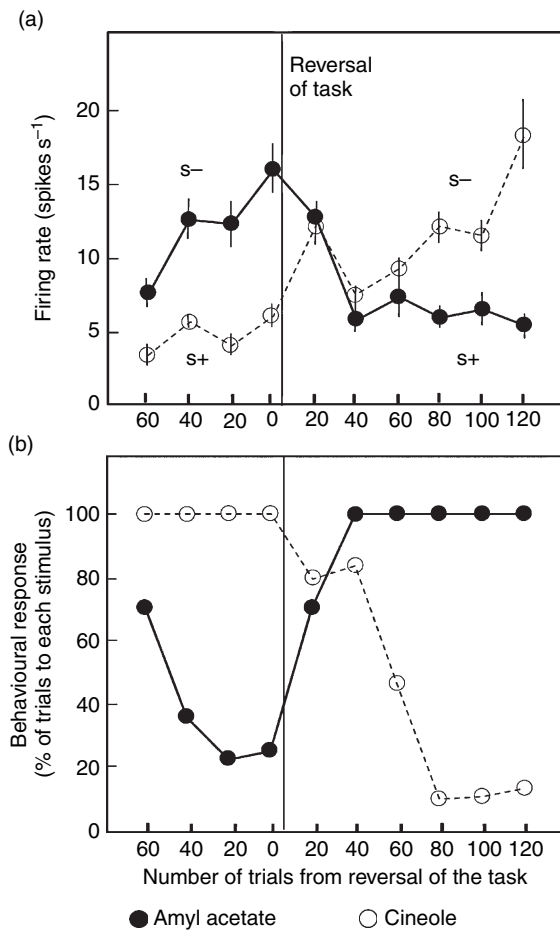 (a)
Reversal
of task
20
15
10
5
0
Firing rate (spikes s⁻¹)
s–
s–
s+
s+
60 40 20 0 20 40 60 80 100 120
(b)
100
80
60
40
20
0
Behavioural response
(% of trials to each stimulus)
60 40 20 0 20 40 60 80 100 120
Number of trials from reversal of the task
Amyl acetate Cineole